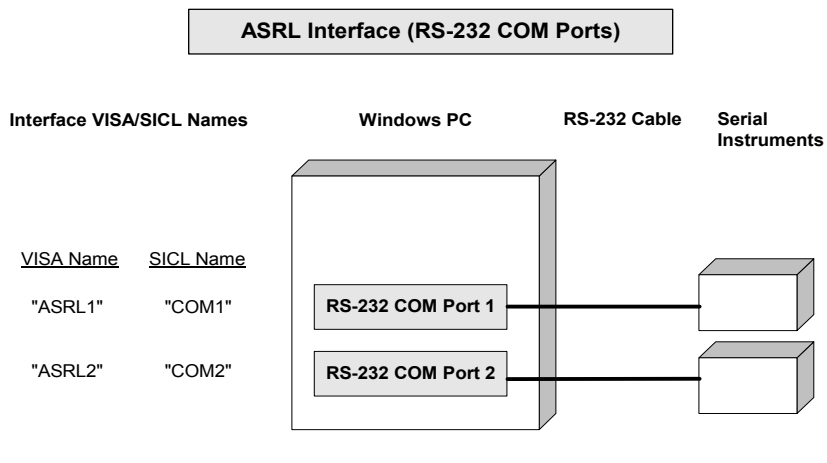 ASRL Interface (RS-232 COM Ports)
Interface VISA/SICL Names Windows PC RS-232 Cable Serial Instruments
VISA Name SICL Name
"ASRL1" "COM1" RS-232 COM Port 1
"ASRL2" "COM2" RS-232 COM Port 2